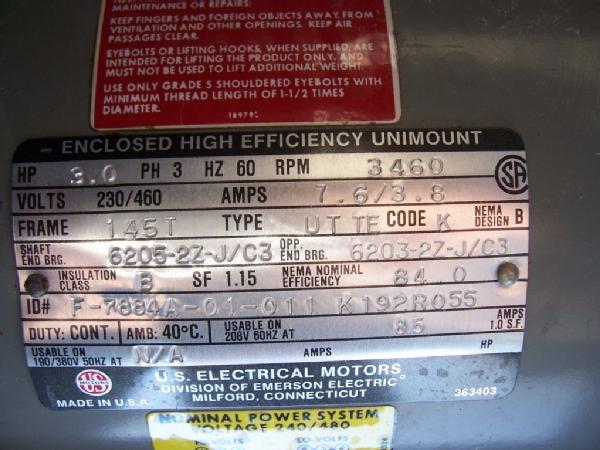 MAINTENANCE OR REPAIRS.
KEEP FINGERS AND FOREIGN OBJECTS AWAY FROM
VENTILATION AND OTHER OPENINGS. KEEP AIR
PASSAGES CLEAR.
EYEBOLTS OR LIFTING HOOKS, WHEN SUPPLIED, ARE
INTENDED FOR LIFTING THE PRODUCT ONLY, AND
MUST NOT BE USED TO LIFT ADDITIONAL WEIGHT.
USE ONLY GRADE 5 SHOULDERED EYEBOLTS WITH
MINIMUM THREAD LENGTH OF 1-1/2 TIMES
DIAMETER.
ENCLOSED HIGH EFFICIENCY UNIMOUNT
HP 3.0 PH 3 HZ 60 RPM 3460
VOLTS 230/460 AMPS 7.6/3.8
FRAME 145T TYPE UT TE CODE K NEMA DESIGN B
SHAFT END BRG. 6205-2Z-J/C3 OPP. END BRG. 6203-2Z-J/C3
INSULATION CLASS B SF 1.15 NEMA NOMINAL EFFICIENCY 84.0
ID# F-7884A-01-011 K192R055
DUTY: CONT. AMB: 40°C. USABLE ON 208V 60HZ AT 85 AMPS 1.0 S.F.
USABLE ON 190/380V 50HZ AT N/A AMPS HP
U.S. ELECTRICAL MOTORS
DIVISION OF EMERSON ELECTRIC
MILFORD, CONNECTICUT
MADE IN U.S.A. 363403
NOMINAL POWER SYSTEM
VOLTAGE 240/480